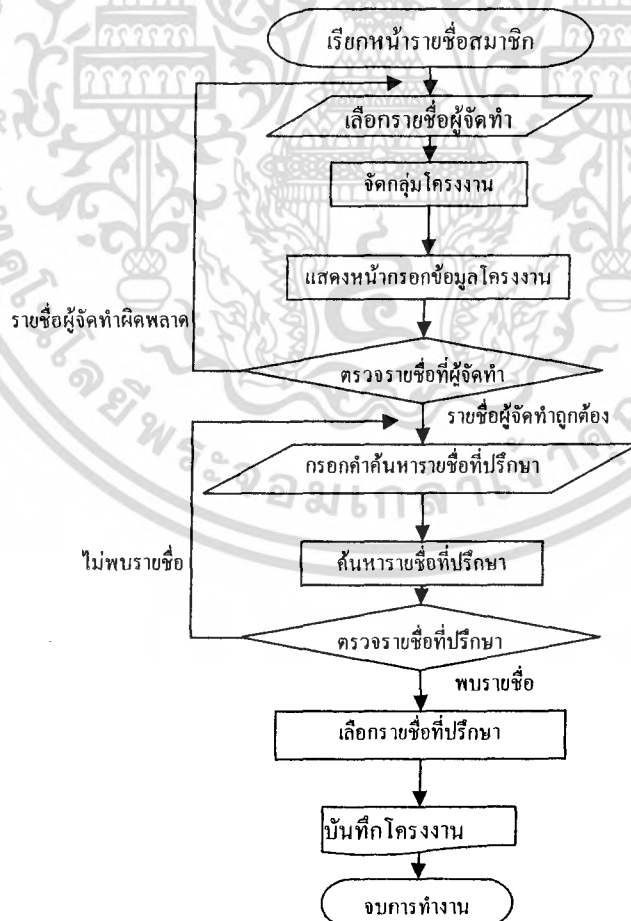 เรียกหน้ารายชื่อสมาชิก
เลือกรายชื่อผู้จัดทำ
จัดกลุ่มโครงงาน
แสดงหน้ากรอกข้อมูลโครงงาน
รายชื่อผู้จัดทำผิดพลาด
ตรวจรายชื่อที่ผู้จัดทำ
รายชื่อผู้จัดทำถูกต้อง
กรอกคำค้นหารายชื่อที่ปรึกษา
ไม่พบรายชื่อ
ค้นหารายชื่อที่ปรึกษา
ตรวจรายชื่อที่ปรึกษา
พบรายชื่อ
เลือกรายชื่อที่ปรึกษา
บันทึกโครงงาน
จบการทำงาน